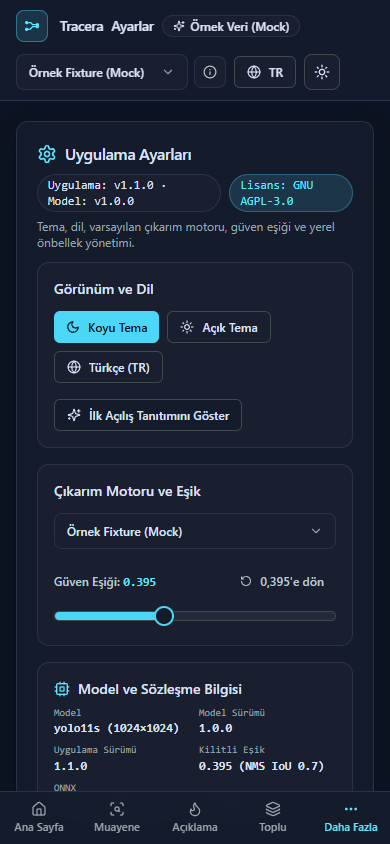 Tracera Ayarlar Örnek Veri (Mock)
Örnek Fixture (Mock) TR
Uygulama Ayarları
Uygulama: v1.1.0 ·
Model: v1.0.0
Lisans: GNU
AGPL-3.0
Tema, dil, varsayılan çıkarım motoru, güven eşiği ve yerel
önbellek yönetimi.
Görünüm ve Dil
Koyu Tema Açık Tema
Türkçe (TR)
İlk Açılış Tanıtımını Göster
Çıkarım Motoru ve Eşik
Örnek Fixture (Mock)
Güven Eşiği: 0.395 0,395'e dön
Model ve Sözleşme Bilgisi
Model Model Sürümü
yolo11s (1024×1024) 1.0.0
Uygulama Sürümü Kilitli Eşik
1.1.0 0.395 (NMS IoU 0.7)
ONNX
Ana Sayfa Muayene Açıklama Toplu Daha Fazla